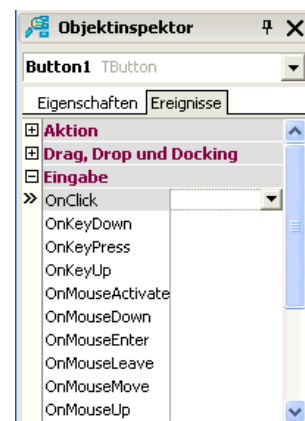 Objektinspektor
Button1 TButton
Eigenschaften Ereignisse
Aktion
Drag, Drop und Docking
Eingabe
OnClick
OnKeyDown
OnKeyPress
OnKeyUp
OnMouseActivate
OnMouseDown
OnMouseEnter
OnMouseLeave
OnMouseMove
OnMouseUp